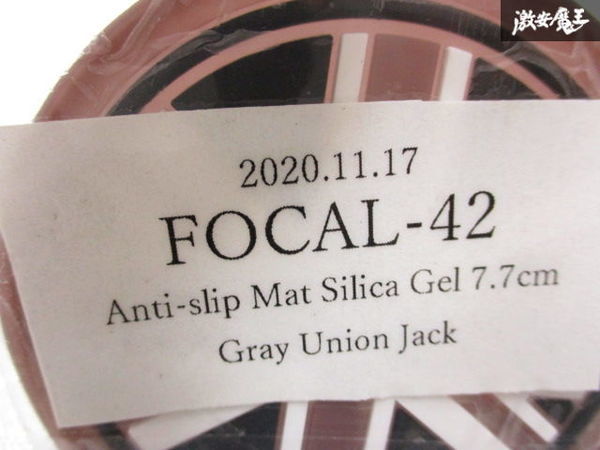 激安魔王
2020.11.17
FOCAL-42
Anti-slip Mat Silica Gel 7.7cm
Gray Union Jack